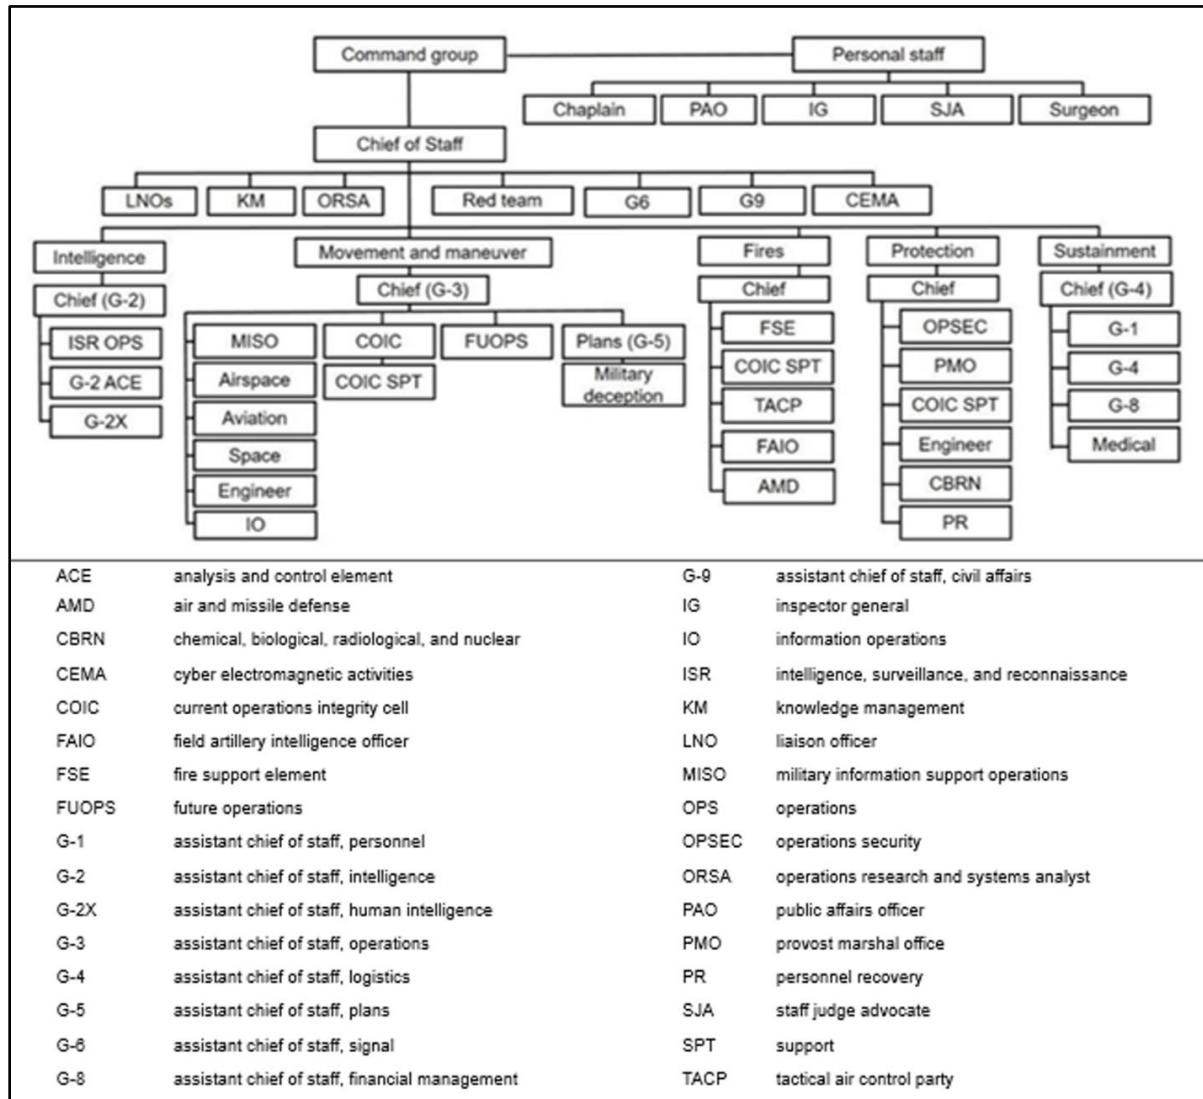 Command group
Personal staff
Chaplain PAO IG SJA Surgeon
Chief of Staff
LNOs KM ORSA Red team G6 G9 CEMA
Intelligence
Chief (G-2)
ISR OPS
G-2 ACE
G-2X
Movement and maneuver
Chief (G-3)
MISO
Airspace
Aviation
Space
Engineer
IO
COIC
COIC SPT
FUOPS
Plans (G-5)
Military
deception
Fires
Chief
FSE
COIC SPT
TACP
FAIO
AMD
Protection
Chief
OPSEC
PMO
COIC SPT
Engineer
CBRN
PR
Sustainment
Chief (G-4)
G-1
G-4
G-8
Medical
ACE analysis and control element
AMD air and missile defense
CBRN chemical, biological, radiological, and nuclear
CEMA cyber electromagnetic activities
COIC current operations integrity cell
FAIO field artillery intelligence officer
FSE fire support element
FUOPS future operations
G-1 assistant chief of staff, personnel
G-2 assistant chief of staff, intelligence
G-2X assistant chief of staff, human intelligence
G-3 assistant chief of staff, operations
G-4 assistant chief of staff, logistics
G-5 assistant chief of staff, plans
G-6 assistant chief of staff, signal
G-8 assistant chief of staff, financial management
G-9 assistant chief of staff, civil affairs
IG inspector general
IO information operations
ISR intelligence, surveillance, and reconnaissance
KM knowledge management
LNO liaison officer
MISO military information support operations
OPS operations
OPSEC operations security
ORSA operations research and systems analyst
PAO public affairs officer
PMO provost marshal office
PR personnel recovery
SJA staff judge advocate
SPT support
TACP tactical air control party